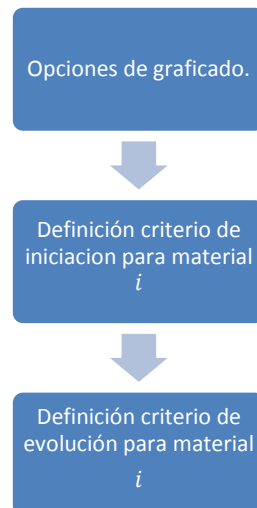 Opciones de graficado.
Definición criterio de
iniciacion para material
i
Definición criterio de
evolución para material
i